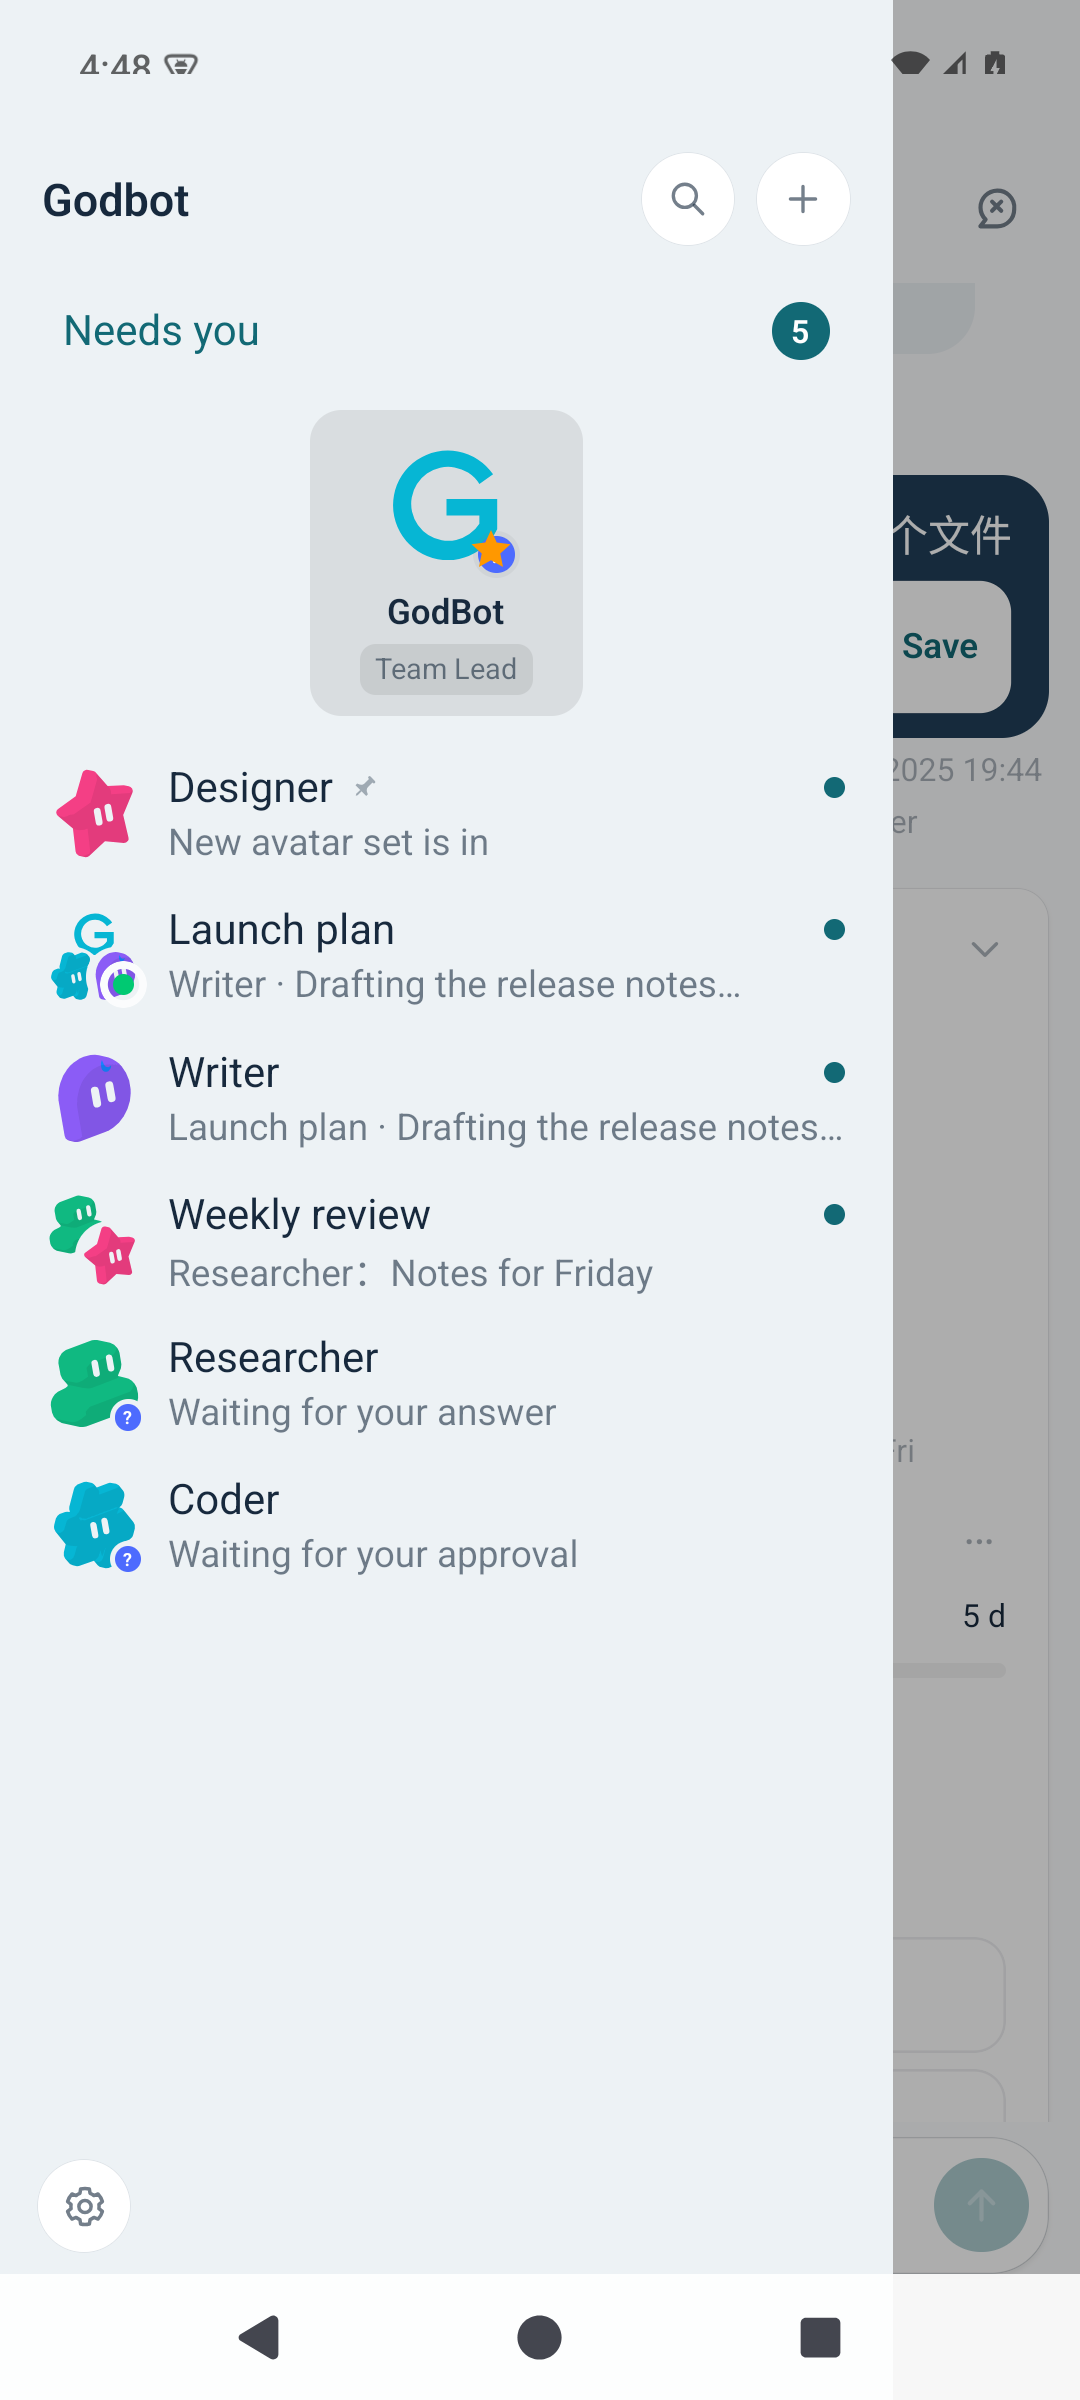 4:48
Godbot
Needs you
5
GodBot
Team Lead
个文件
Save
2025 19:44
er
Designer
New avatar set is in
Launch plan
Writer · Drafting the release notes…
Writer
Launch plan · Drafting the release notes…
Weekly review
Researcher：Notes for Friday
Researcher
Waiting for your answer
Fri
Coder
Waiting for your approval
5 d